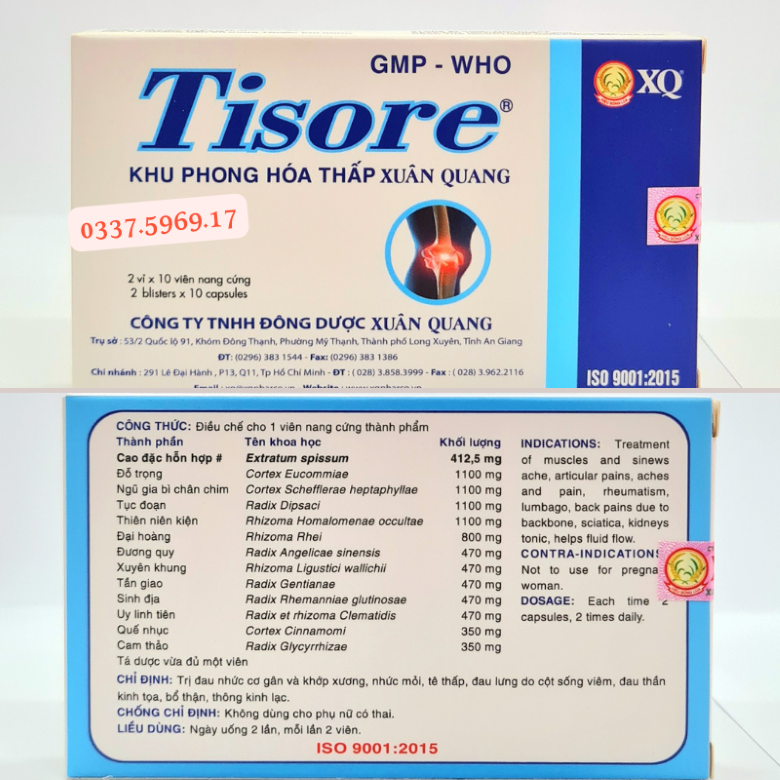 GMP - WHO
XQ®
Tisore®
KHU PHONG HÓA THẤP XUÂN QUANG
0337.5969.17
2 vỉ x 10 viên nang cứng
2 blisters x 10 capsules
CÔNG TY TNHH ĐÔNG DƯỢC XUÂN QUANG
Trụ sở : 53/2 Quốc lộ 91, Khóm Đông Thạnh, Phường Mỹ Thạnh, Thành phố Long Xuyên, Tỉnh An Giang
ĐT: (0296) 383 1544 - Fax: (0296) 383 1386
Chi nhánh : 291 Lê Đại Hành , P13, Q11, Tp Hồ Chí Minh - ĐT : ( 028) 3.858.3999 - Fax : ( 028) 3.962.2116
ISO 9001:2015
CÔNG THỨC: Điều chế cho 1 viên nang cứng thành phẩm
Thành phần Tên khoa học Khối lượng
Cao đặc hỗn hợp # Extratum spissum 412,5 mg
Đỗ trọng Cortex Eucommiae 1100 mg
Ngũ gia bì chân chim Cortex Schefflerae heptaphyllae 1100 mg
Tục đoạn Radix Dipsaci 1100 mg
Thiên niên kiện Rhizoma Homalomenae occultae 1100 mg
Đại hoàng Rhizoma Rhei 800 mg
Đương quy Radix Angelicae sinensis 470 mg
Xuyên khung Rhizoma Ligustici wallichii 470 mg
Tần giao Radix Gentianae 470 mg
Sinh địa Radix Rhemanniae glutinosae 470 mg
Uy linh tiên Radix et rhizoma Clematidis 470 mg
Quế nhục Cortex Cinnamomi 350 mg
Cam thảo Radix Glycyrrhizae 350 mg
Tá dược vừa đủ một viên
INDICATIONS: Treatment
of muscles and sinews
ache, articular pains, aches
and pain, rheumatism,
lumbago, back pains due to
backbone, sciatica, kidneys
tonic, helps fluid flow.
CONTRA-INDICATIONS
Not to use for pregna
woman.
DOSAGE: Each time 2
capsules, 2 times daily.
CHỈ ĐỊNH: Trị đau nhức cơ gân và khớp xương, nhức mỏi, tê thấp, đau lưng do cột sống viêm, đau thần
kinh tọa, bổ thận, thông kinh lạc.
CHỐNG CHỈ ĐỊNH: Không dùng cho phụ nữ có thai.
LIỀU DÙNG: Ngày uống 2 lần, mỗi lần 2 viên.
ISO 9001:2015